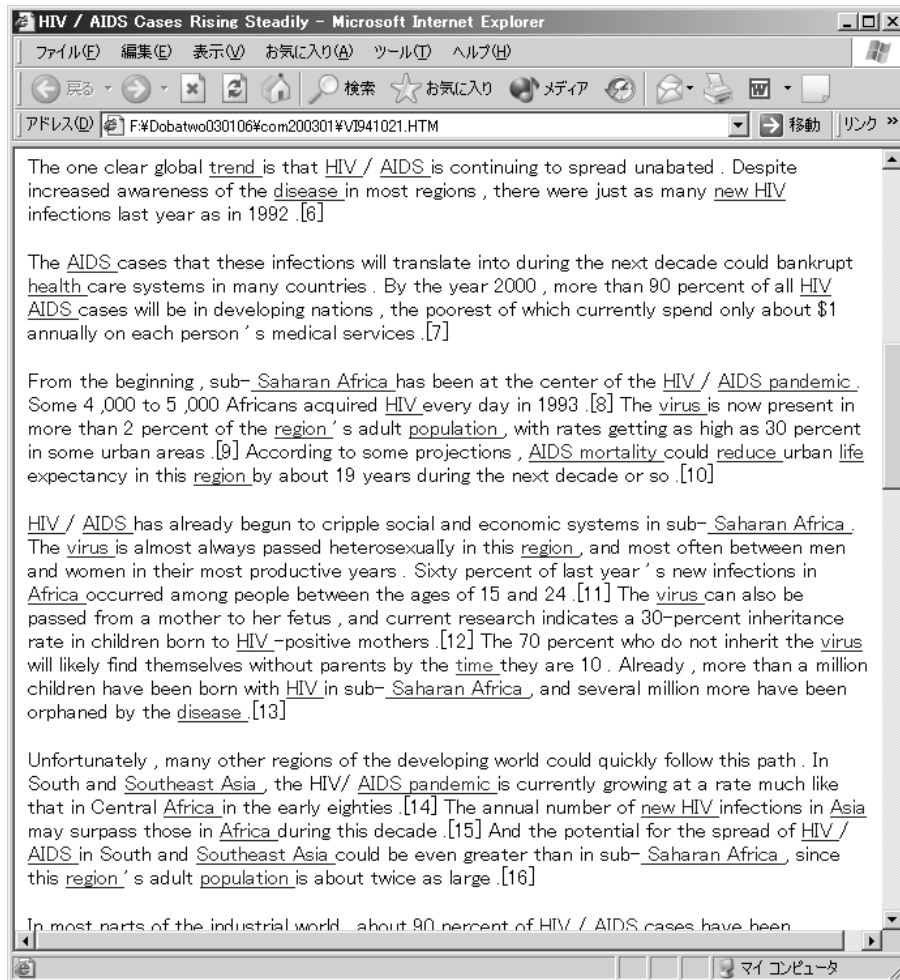 HIV / AIDS Cases Rising Steadily - Microsoft Internet Explorer
ファイル(F) 編集(E) 表示(V) お気に入り(A) ツール(T) ヘルプ(H)
戻る 検索 お気に入り メディア
アドレス(D) F:¥Dobatwo030106¥com200301¥VI941021.HTM 移動 リンク »
The one clear global trend is that HIV / AIDS is continuing to spread unabated . Despite
increased awareness of the disease in most regions , there were just as many new HIV
infections last year as in 1992 .[6]
The AIDS cases that these infections will translate into during the next decade could bankrupt
health care systems in many countries . By the year 2000 , more than 90 percent of all HIV
AIDS cases will be in developing nations , the poorest of which currently spend only about $1
annually on each person ' s medical services .[7]
From the beginning , sub- Saharan Africa has been at the center of the HIV / AIDS pandemic .
Some 4 ,000 to 5 ,000 Africans acquired HIV every day in 1993 .[8] The virus is now present in
more than 2 percent of the region ' s adult population , with rates getting as high as 30 percent
in some urban areas .[9] According to some projections , AIDS mortality could reduce urban life
expectancy in this region by about 19 years during the next decade or so .[10]
HIV / AIDS has already begun to cripple social and economic systems in sub- Saharan Africa .
The virus is almost always passed heterosexually in this region , and most often between men
and women in their most productive years . Sixty percent of last year ' s new infections in
Africa occurred among people between the ages of 15 and 24 .[11] The virus can also be
passed from a mother to her fetus , and current research indicates a 30-percent inheritance
rate in children born to HIV -positive mothers .[12] The 70 percent who do not inherit the virus
will likely find themselves without parents by the time they are 10 . Already , more than a million
children have been born with HIV in sub- Saharan Africa , and several million more have been
orphaned by the disease .[13]
Unfortunately , many other regions of the developing world could quickly follow this path . In
South and Southeast Asia , the HIV/ AIDS pandemic is currently growing at a rate much like
that in Central Africa in the early eighties .[14] The annual number of new HIV infections in Asia
may surpass those in Africa during this decade .[15] And the potential for the spread of HIV /
AIDS in South and Southeast Asia could be even greater than in sub- Saharan Africa , since
this region ' s adult population is about twice as large .[16]
In most parts of the industrial world , about 90 percent of HIV / AIDS cases have been
マイ コンピュータ